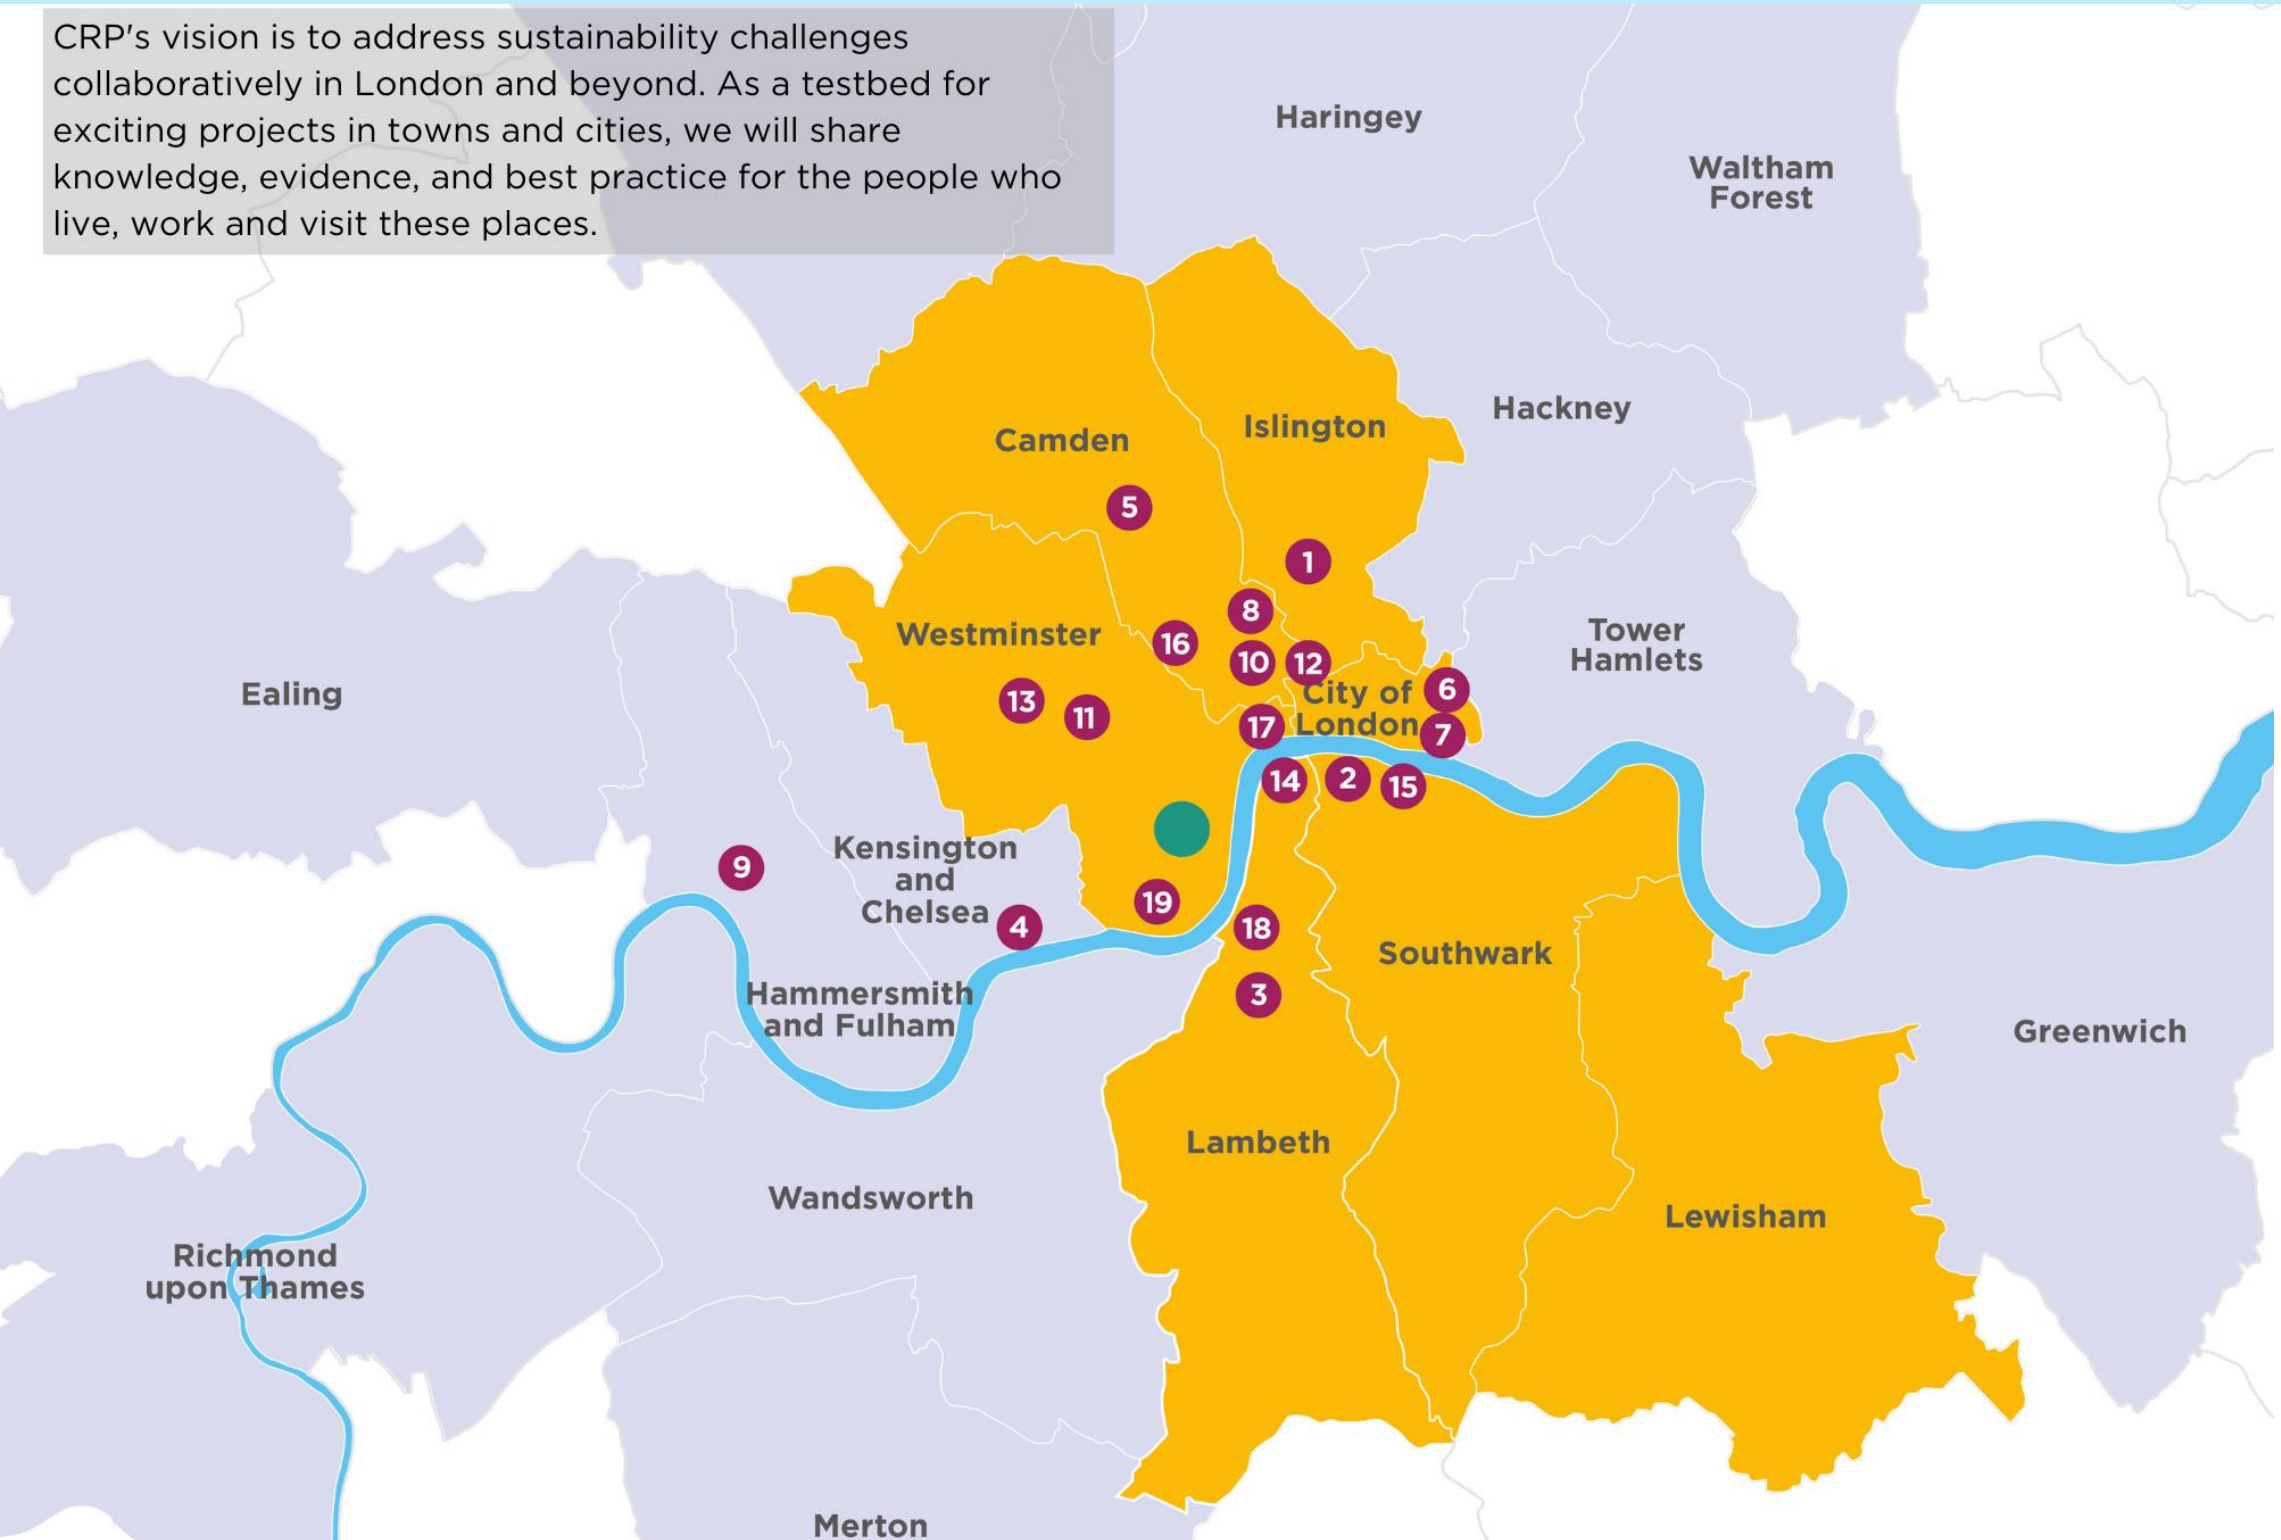 CRP's vision is to address sustainability challenges
collaboratively in London and beyond. As a testbed for
exciting projects in towns and cities, we will share
knowledge, evidence, and best practice for the people who
live, work and visit these places.
Haringey
Waltham
Forest
Hackney
Islington
Camden
5
1
8
Westminster
16
10
12
Tower
Hamlets
Ealing
13
11
City of
London
6
7
17
14
2
15
Kensington
and
Chelsea
9
4
19
18
3
Southwark
Hammersmith
and Fulham
Greenwich
Lambeth
Wandsworth
Lewisham
Richmond
upon Thames
Merton